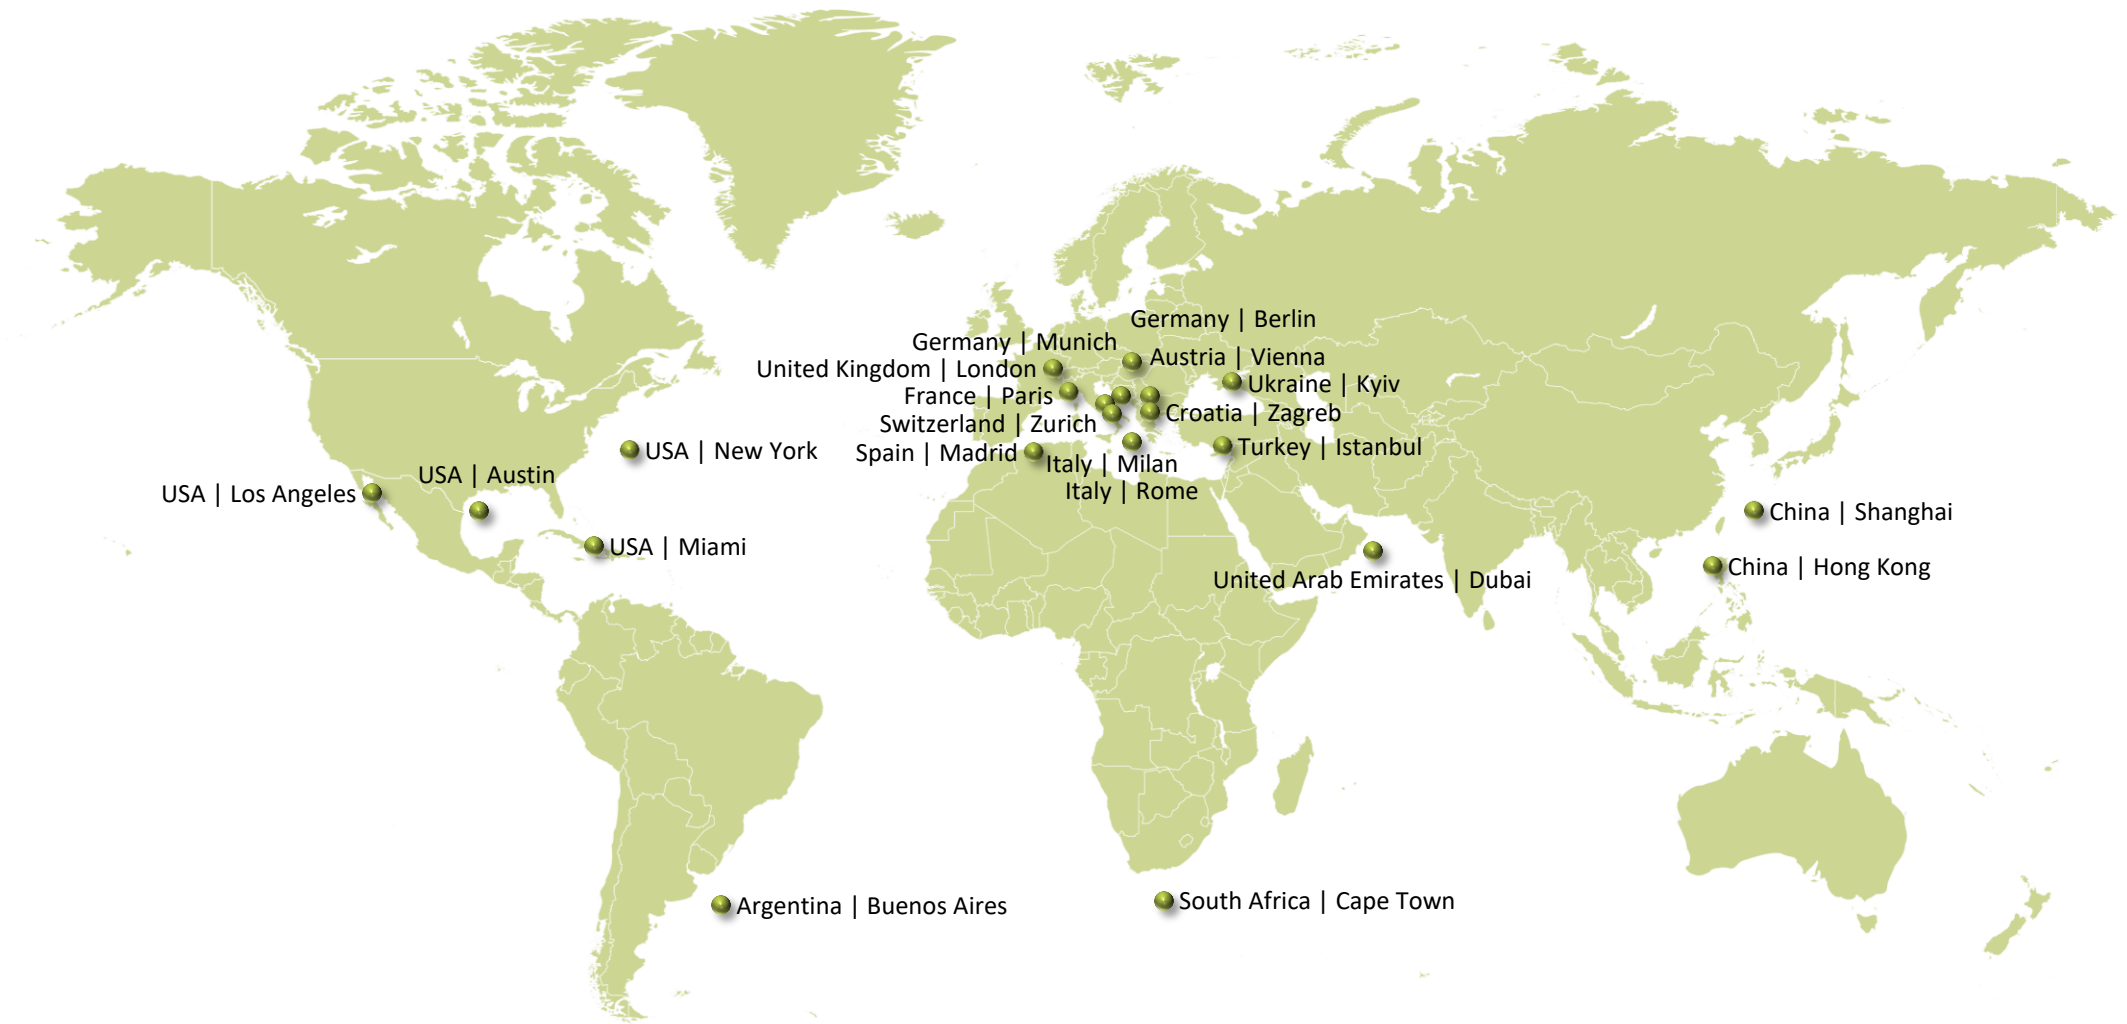 Germany | Berlin
Germany | Munich
Austria | Vienna
United Kingdom | London
Ukraine | Kyiv
France | Paris
Croatia | Zagreb
Switzerland | Zurich
Turkey | Istanbul
USA | New York
Spain | Madrid
Italy | Milan
USA | Austin
Italy | Rome
USA | Los Angeles
China | Shanghai
USA | Miami
China | Hong Kong
United Arab Emirates | Dubai
South Africa | Cape Town
Argentina | Buenos Aires